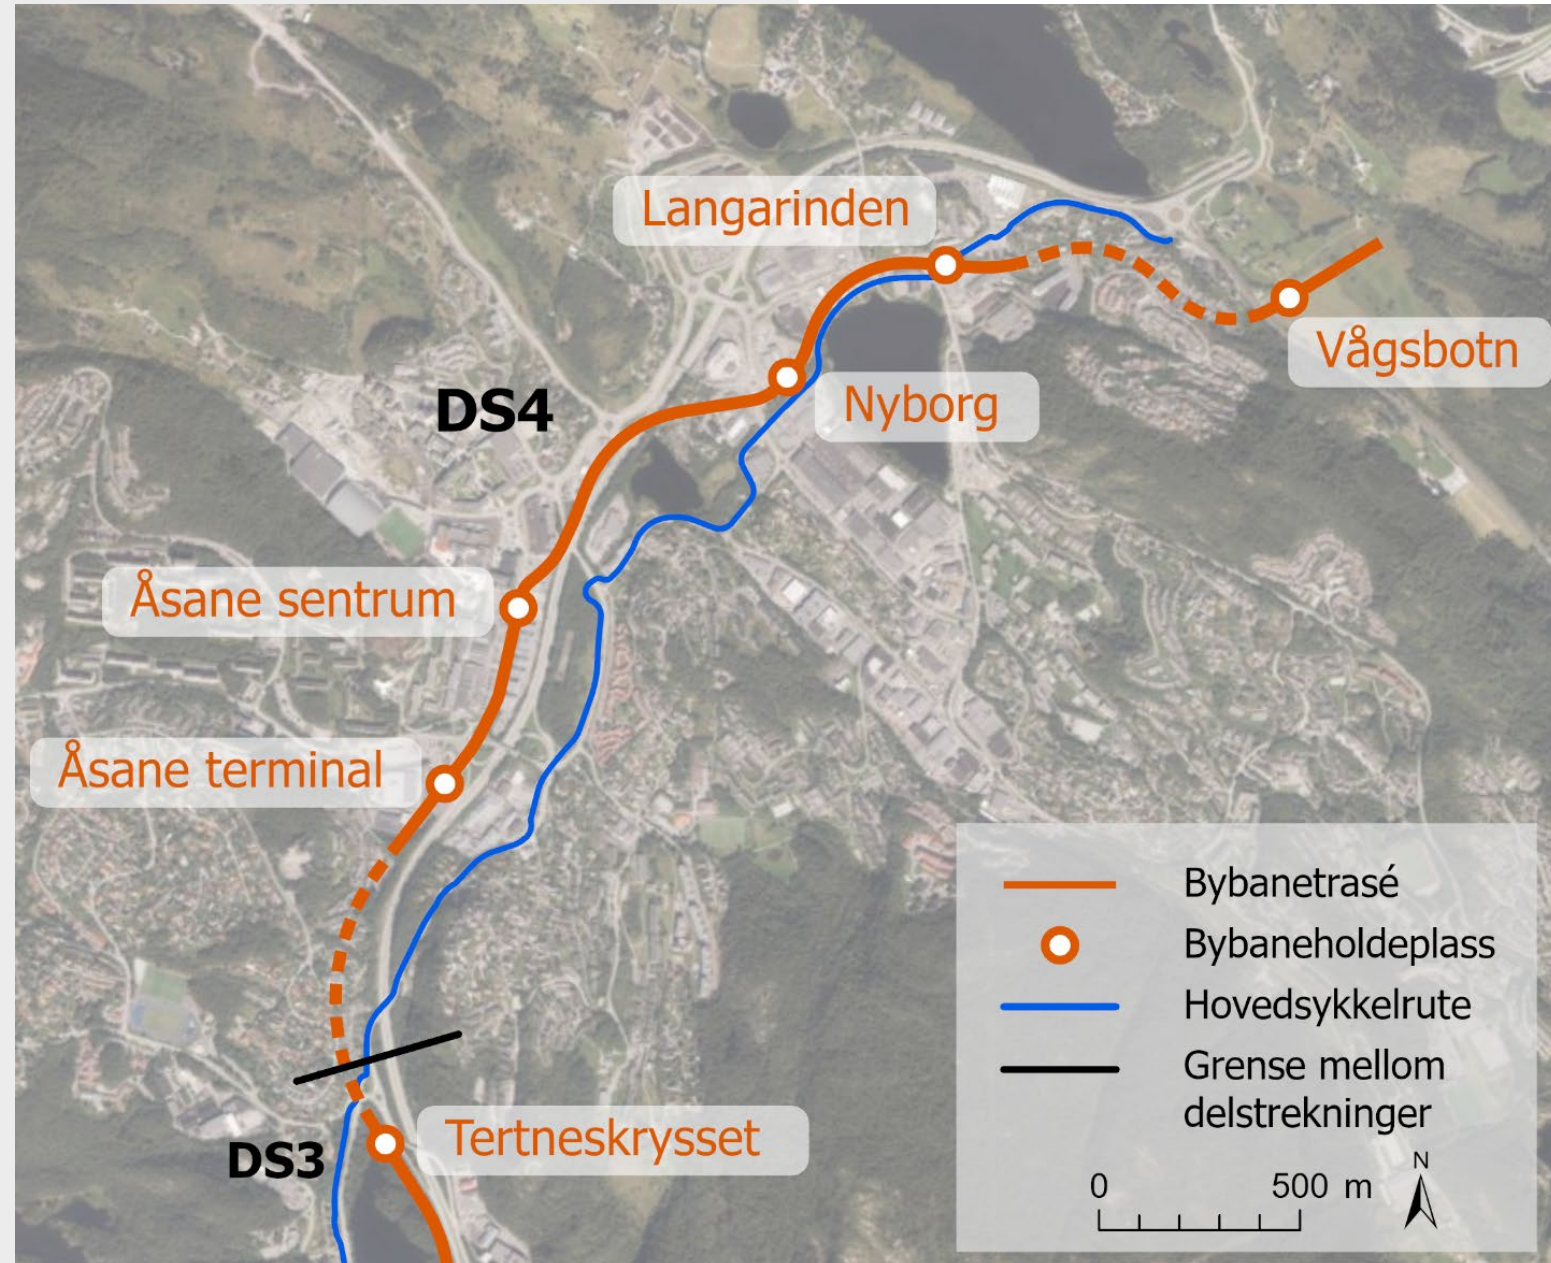 Langarinden
Vågsbotn
Nyborg
DS4
Åsane sentrum
Åsane terminal
Tertneskrysset
DS3
Bybanetrasé
Bybaneholdeplass
Hovedsykkelrute
Grense mellom
delstrekninger
0 500 m
N